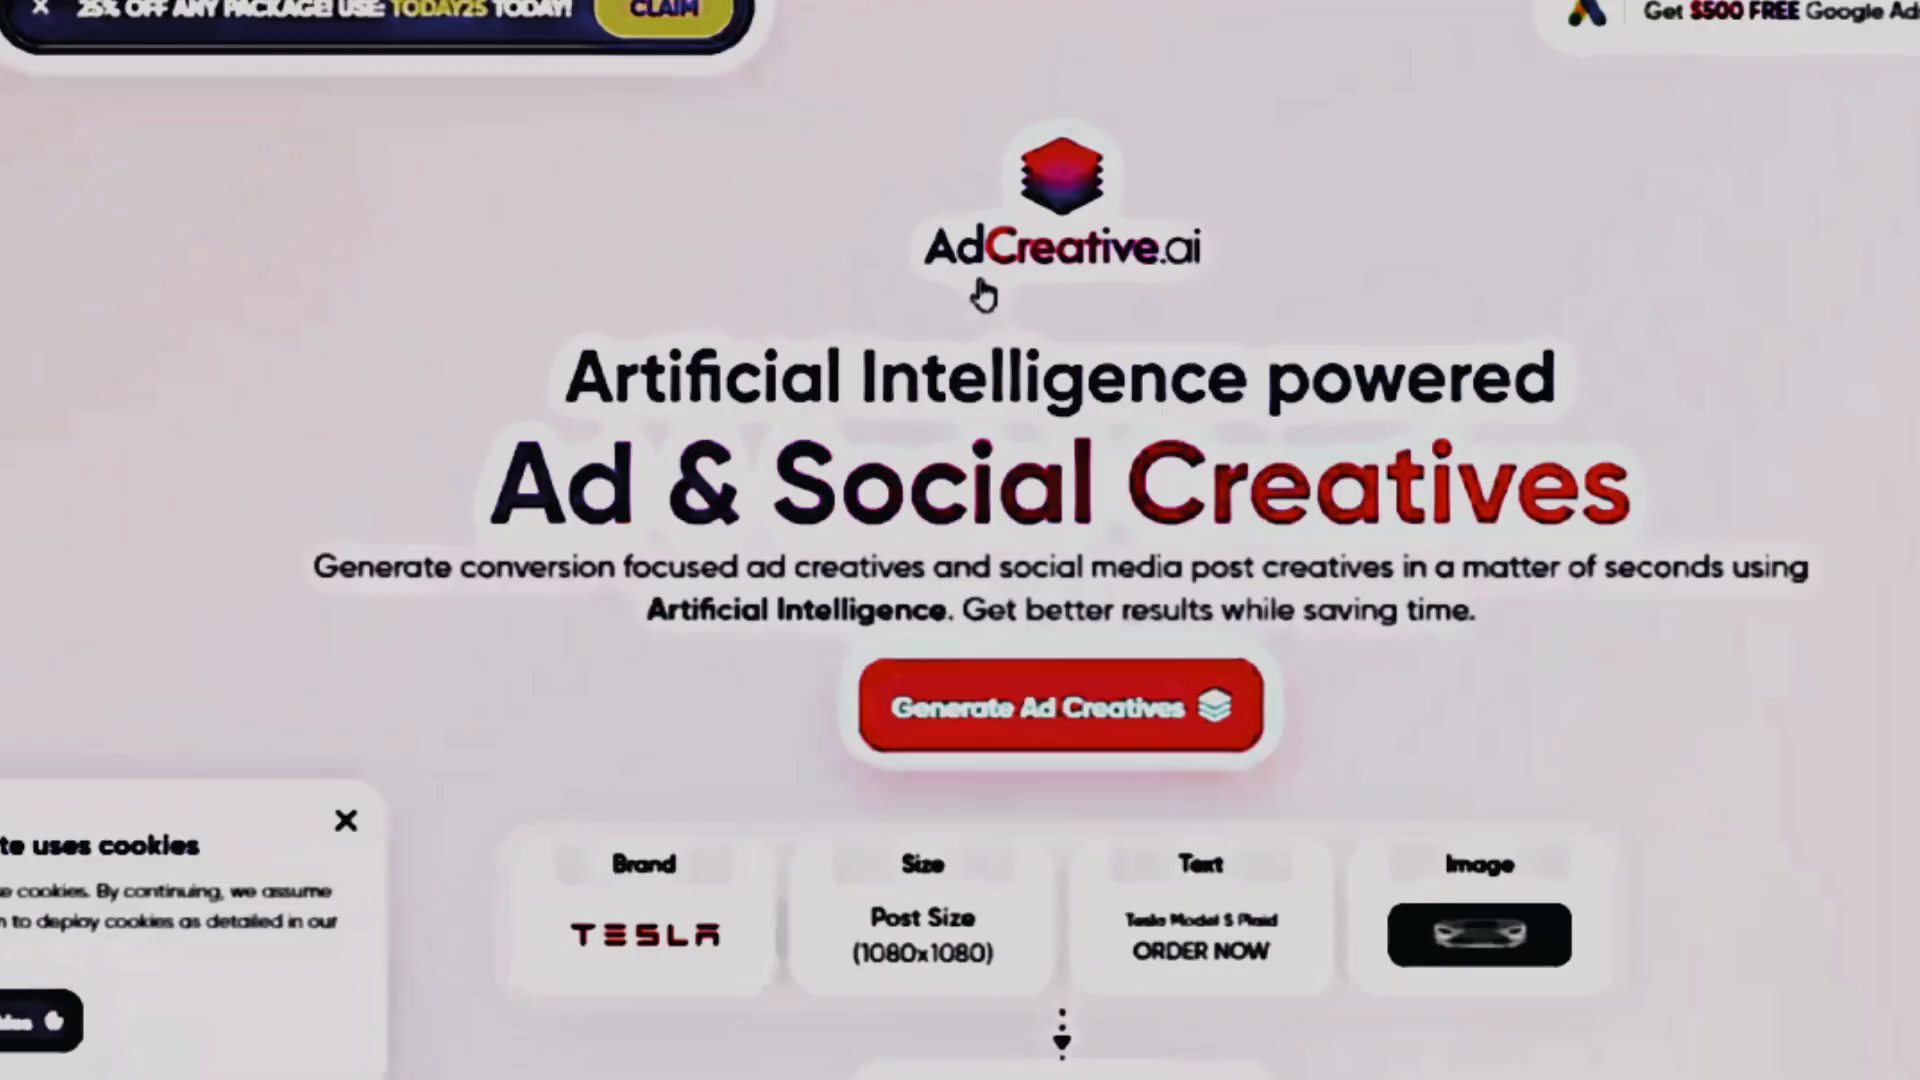 25% OFF ANY PACKAGE! USE: TODAY25 TODAY!
CLAIM
Get $500 FREE Google Ad
AdCreative.ai
Artificial Intelligence powered
Ad & Social Creatives
Generate conversion focused ad creatives and social media post creatives in a matter of seconds using
Artificial Intelligence. Get better results while saving time.
Generate Ad Creatives
te uses cookies
e cookies. By continuing, we assume
to deploy cookies as detailed in our
Brand
TESLA
Size
Post Size
(1080x1080)
Text
Tesla Model S Plaid
ORDER NOW
Image